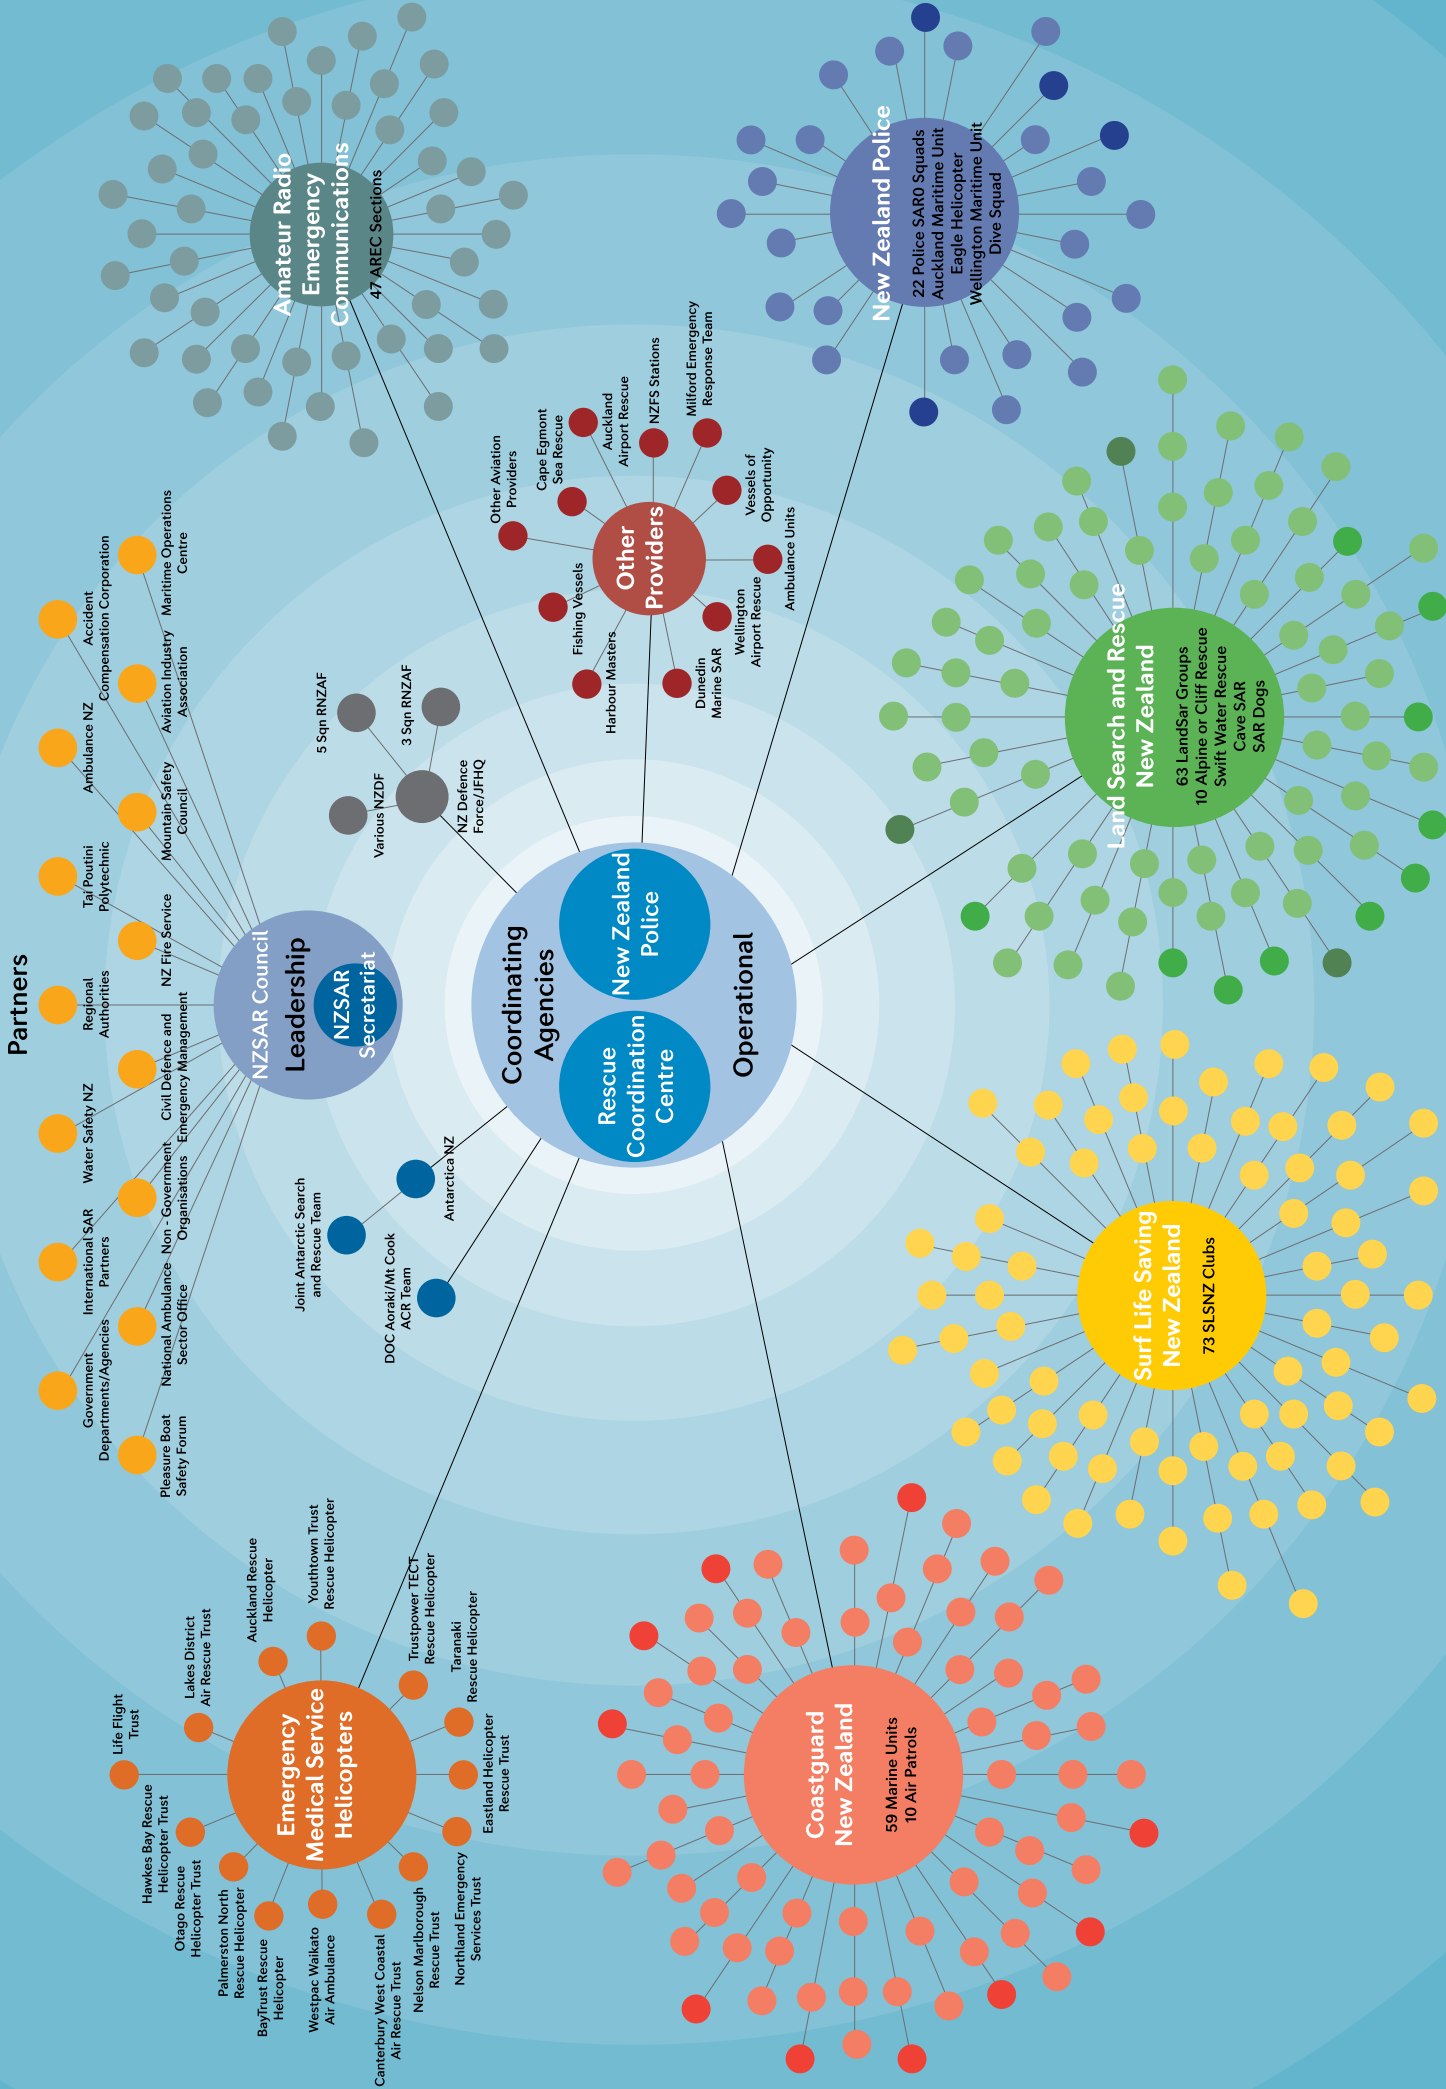 Partners
Pleasure Boat
Safety Forum
Government
Departments/Agencies
National Ambulance
Sector Office
International SAR
Partners
Non - Government
Organisations
Water Safety NZ
Civil Defence and
Emergency Management
Regional
Authorities
NZ Fire Service
Tai Poutini
Polytechnic
Mountain Safety
Council
Ambulance NZ
Aviation Industry
Association
Accident
Compensation Corporation
Maritime Operations
Centre
NZSAR Council
Leadership
NZSAR
Secretariat
Joint Antarctic Search
and Rescue Team
Antarctica NZ
DOC Aoraki/Mt Cook
ACR Team
Various NZDF
5 Sqn RNZAF
3 Sqn RNZAF
NZ Defence
Force/JFHQ
Coordinating
Agencies
Rescue
Coordination
Centre
New Zealand
Police
Operational
Emergency
Medical Service
Helicopters
Life Flight
Trust
Lakes District
Air Rescue Trust
Auckland Rescue
Helicopter
Youthtown Trust
Rescue Helicopter
Trustpower TECT
Rescue Helicopter
Taranaki
Rescue Helicopter
Eastland Helicopter
Rescue Trust
Northland Emergency
Services Trust
Nelson Marlborough
Rescue Trust
Canterbury West Coastal
Air Rescue Trust
Westpac Waikato
Air Ambulance
BayTrust Rescue
Helicopter
Palmerston North
Rescue Helicopter
Otago Rescue
Helicopter Trust
Hawkes Bay Rescue
Helicopter Trust
Amateur Radio
Emergency
Communications
47 AREC Sections
Other
Providers
Other Aviation
Providers
Cape Egmont
Sea Rescue
Auckland
Airport Rescue
NZFS Stations
Milford Emergency
Response Team
Vessels of
Opportunity
Ambulance Units
Wellington
Airport Rescue
Dunedin
Marine SAR
Harbour Masters
Fishing Vessels
New Zealand Police
22 Police SAR0 Squads
Auckland Maritime Unit
Eagle Helicopter
Wellington Maritime Unit
Dive Squad
Land Search and Rescue
New Zealand
63 LandSar Groups
10 Alpine or Cliff Rescue
Swift Water Rescue
Cave SAR
SAR Dogs
Surf Life Saving
New Zealand
73 SLSNZ Clubs
Coastguard
New Zealand
59 Marine Units
10 Air Patrols